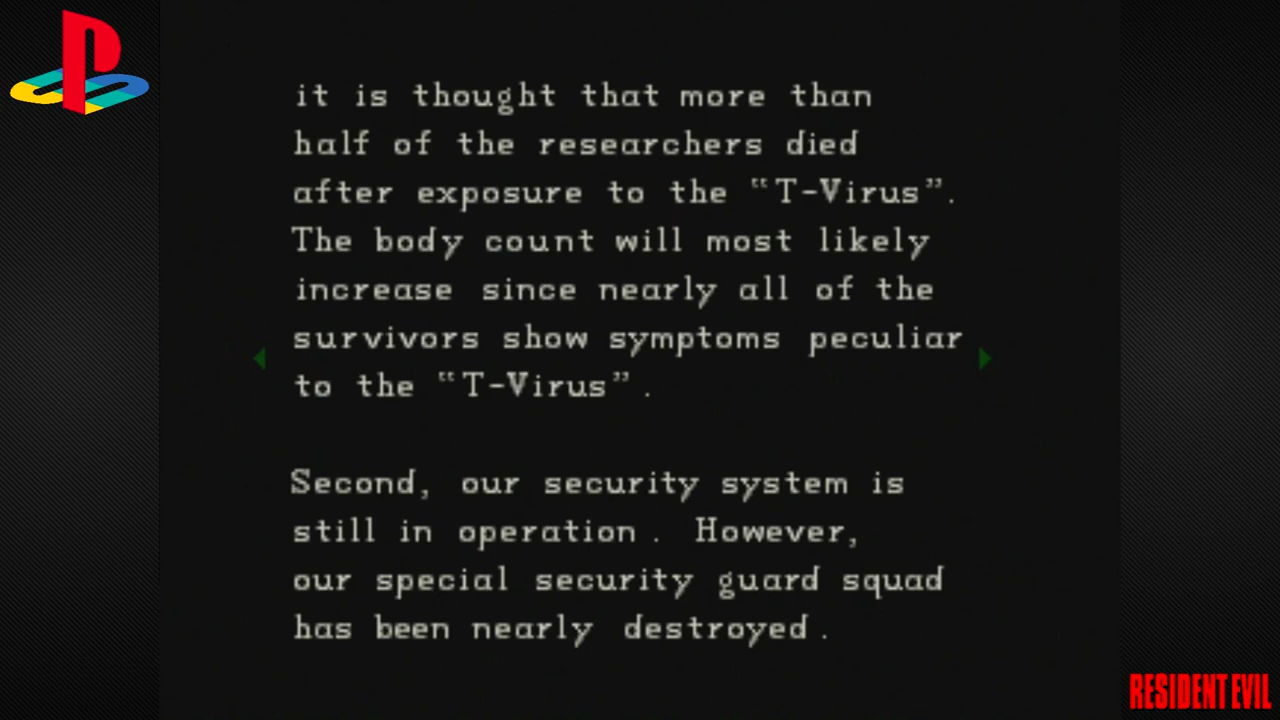 it is thought that more than
half of the researchers died
after exposure to the “T-Virus”.
The body count will most likely
increase since nearly all of the
survivors show symptoms peculiar
to the “T-Virus”.
Second, our security system is
still in operation. However,
our special security guard squad
has been nearly destroyed.
RESIDENT EVIL